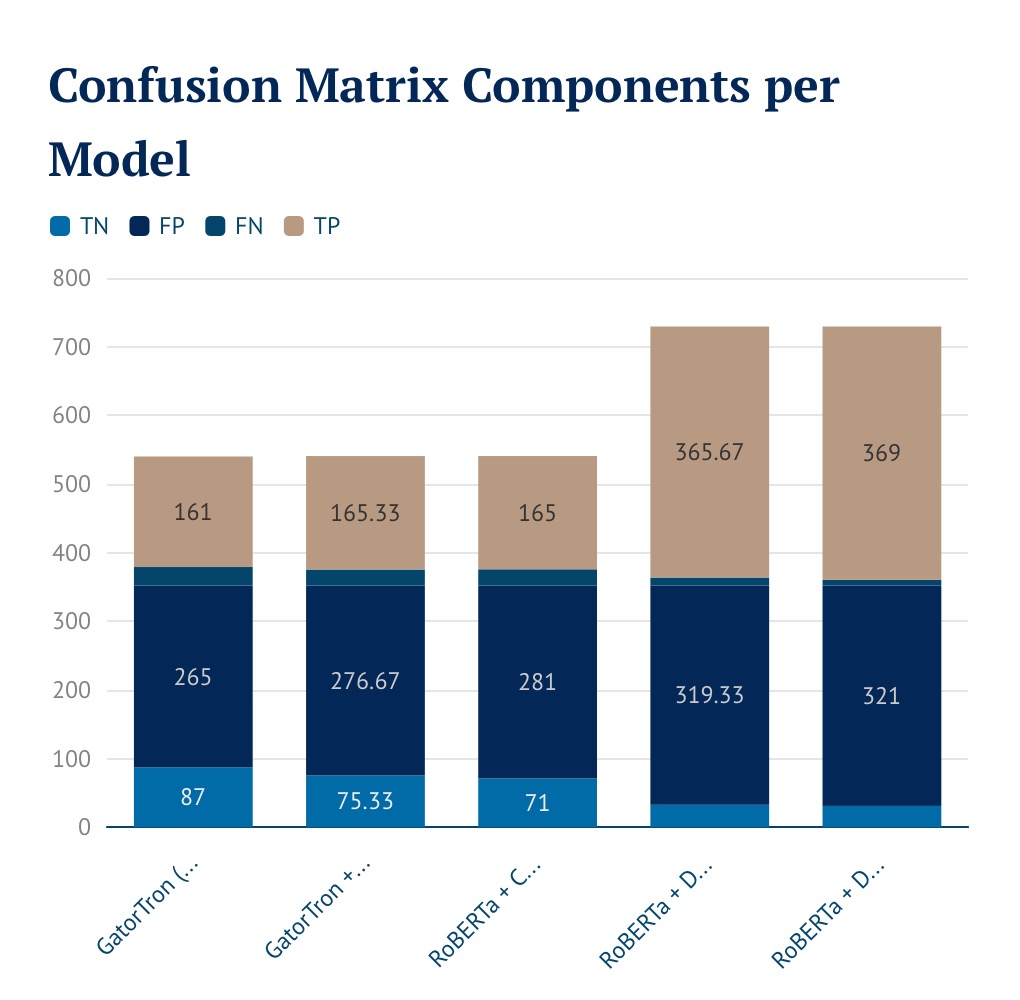 Confusion Matrix Components per
Model
TN FP FN TP
800
700
600
500
400
300
200
100
0
365.67 369
161 165.33 165
265 276.67 281 319.33 321
87 75.33 71
GatorTron (...
GatorTron +...
RoBERTa + C...
RoBERTa + D...
RoBERTa + D...